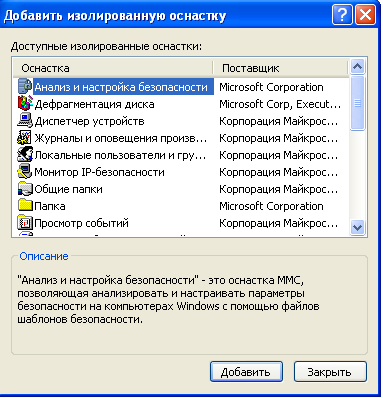 Добавить изолированную оснастку
Доступные изолированные оснастки:
Оснастка Поставщик
Анализ и настройка безопасности Microsoft Corporation
Дефрагментация диска Microsoft Corp, Execut...
Диспетчер устройств Корпорация Майкрос...
Журналы и оповещения произв... Корпорация Майкрос...
Локальные пользователи и гру... Корпорация Майкрос...
Монитор IP-безопасности Корпорация Майкрос...
Общие папки Корпорация Майкрос...
Папка Microsoft Corporation
Просмотр событий Корпорация Майкрос...
Описание
"Анализ и настройка безопасности" - это оснастка MMC,
позволяющая анализировать и настраивать параметры
безопасности на компьютерах Windows с помощью файлов
шаблонов безопасности.
Добавить Закрыть